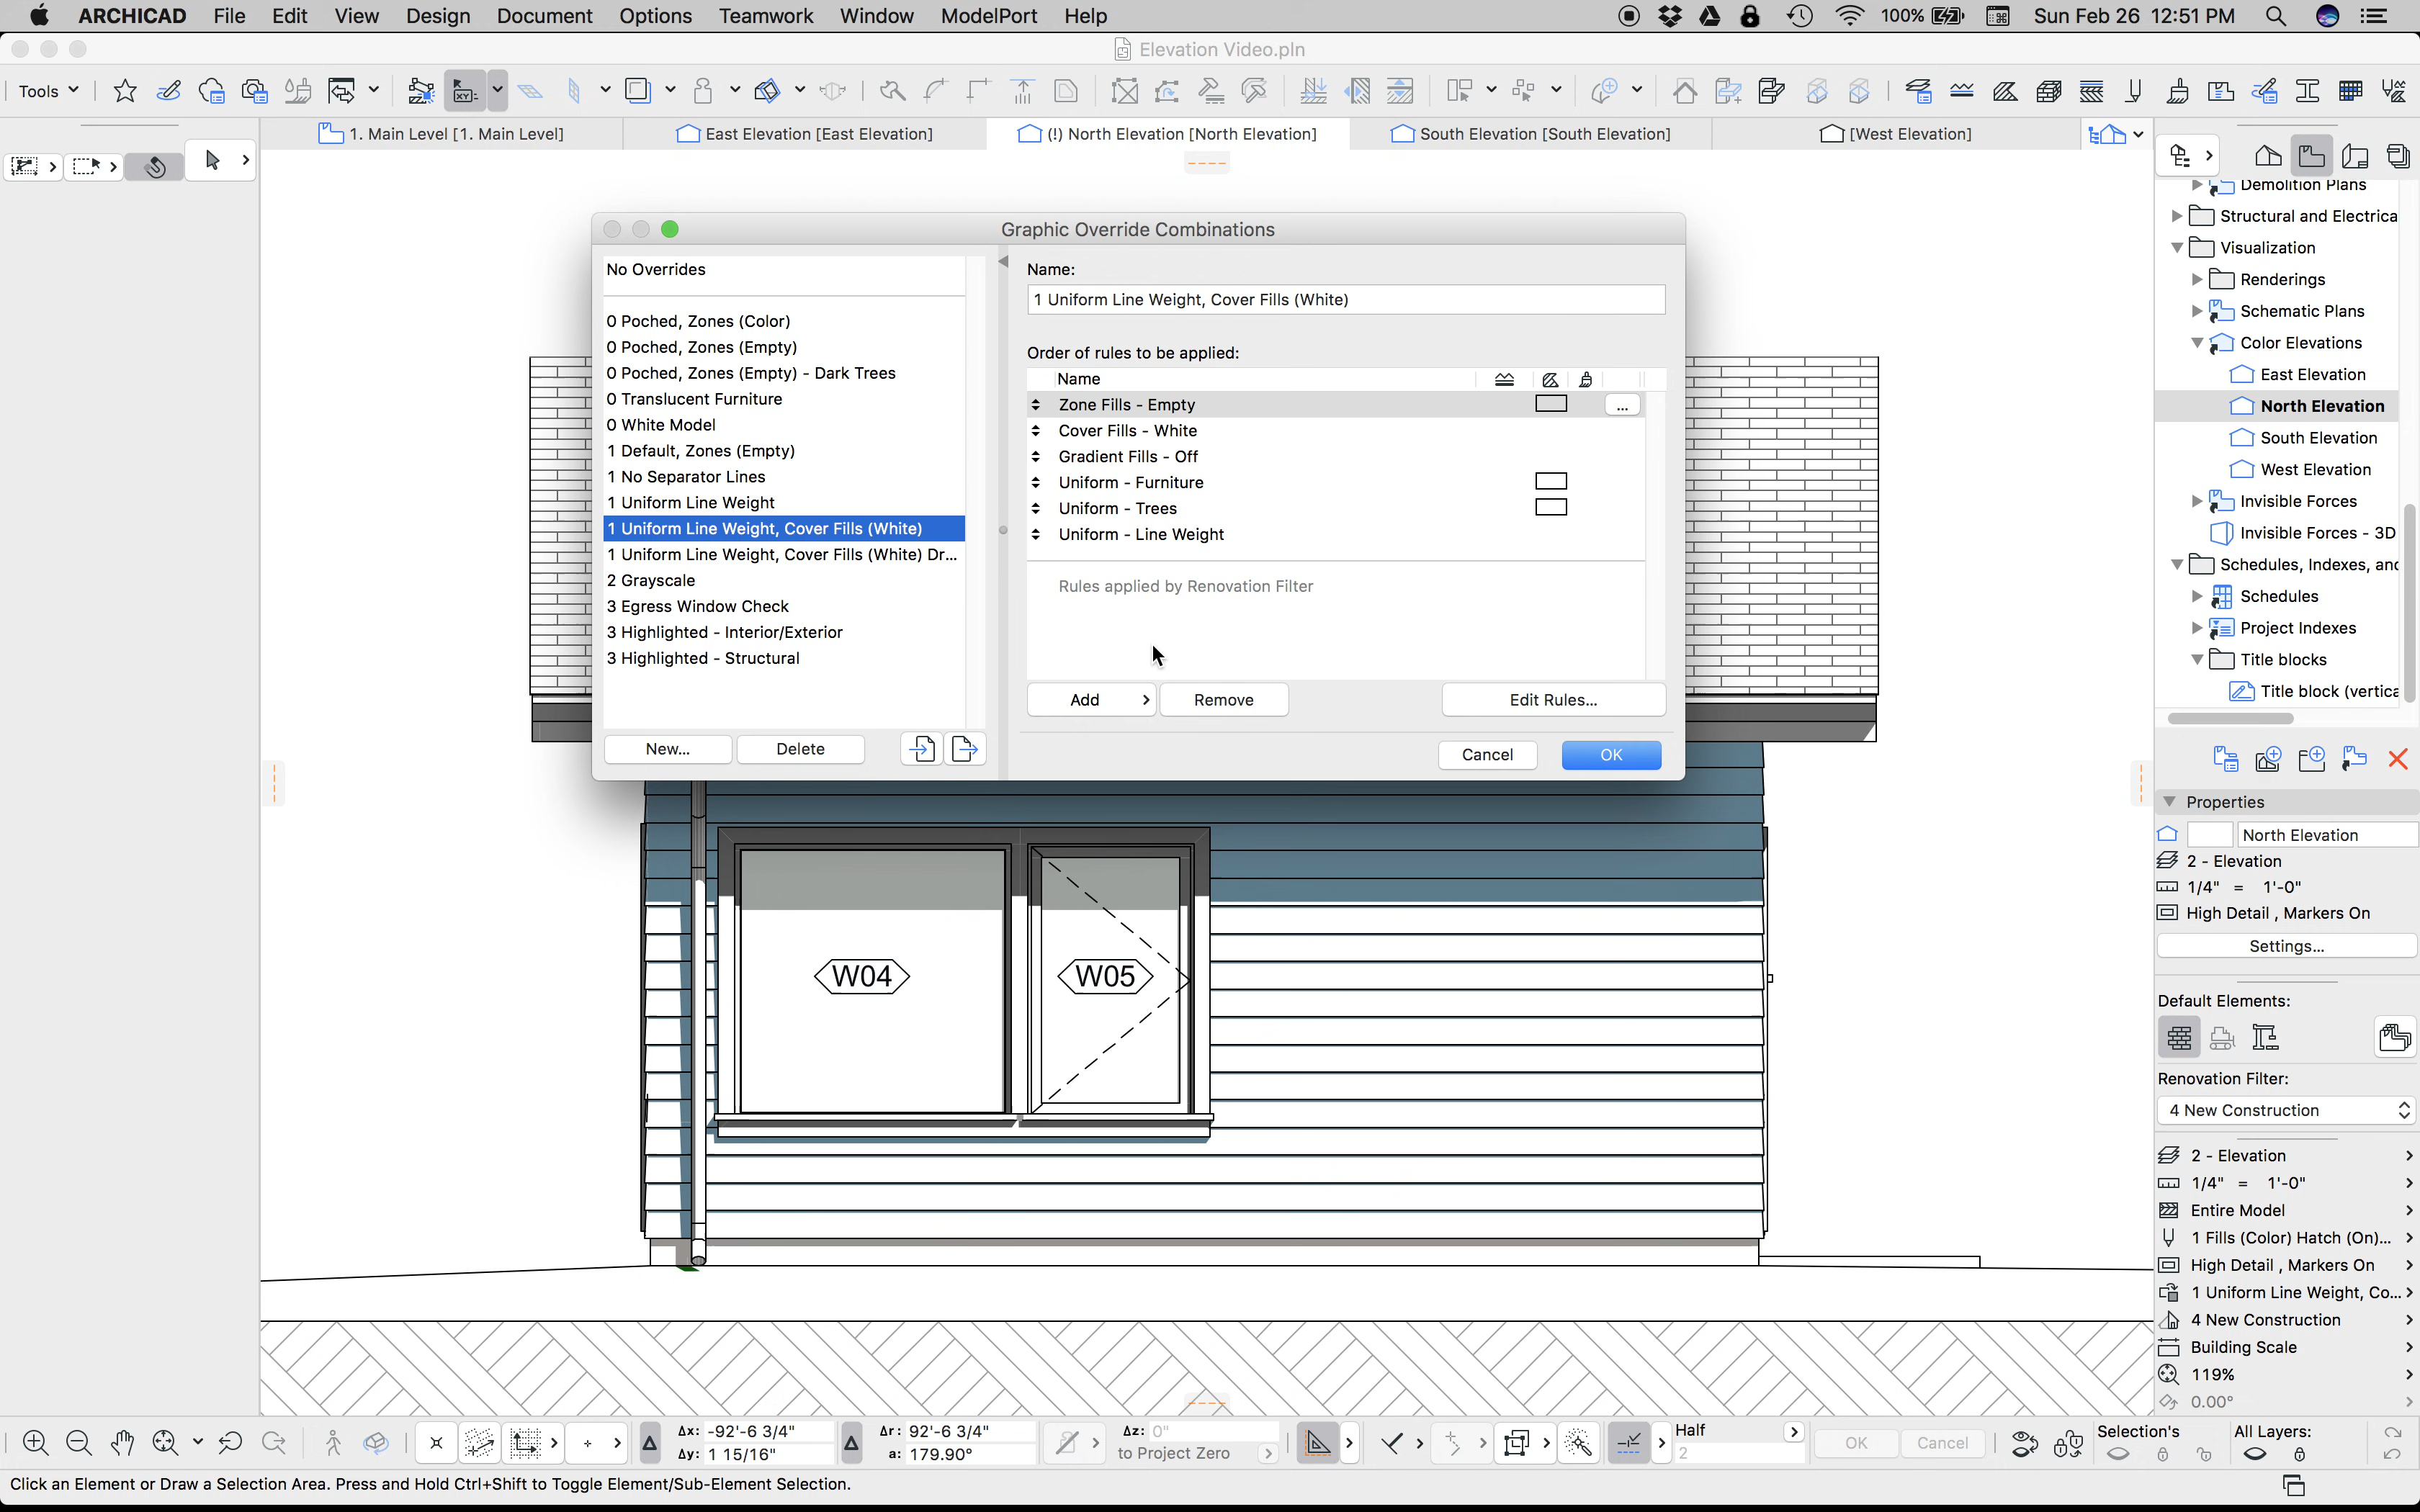 ARCHICAD File Edit View Design Document Options Teamwork Window ModelPort Help 100% Sun Feb 26 12:51 PM
Elevation Video.pln
Tools
1. Main Level [1. Main Level] East Elevation [East Elevation] (!) North Elevation [North Elevation] South Elevation [South Elevation] [West Elevation]
Graphic Override Combinations
No Overrides
0 Poched, Zones (Color)
0 Poched, Zones (Empty)
0 Poched, Zones (Empty) - Dark Trees
0 Translucent Furniture
0 White Model
1 Default, Zones (Empty)
1 No Separator Lines
1 Uniform Line Weight
1 Uniform Line Weight, Cover Fills (White)
1 Uniform Line Weight, Cover Fills (White) Dr...
2 Grayscale
3 Egress Window Check
3 Highlighted - Interior/Exterior
3 Highlighted - Structural
New... Delete
Name:
1 Uniform Line Weight, Cover Fills (White)
Order of rules to be applied:
Name
Zone Fills - Empty ...
Cover Fills - White
Gradient Fills - Off
Uniform - Furniture
Uniform - Trees
Uniform - Line Weight
Rules applied by Renovation Filter
Add Remove Edit Rules...
Cancel OK
W04 W05
Demolition Plans
Structural and Electrica
Visualization
Renderings
Schematic Plans
Color Elevations
East Elevation
North Elevation
South Elevation
West Elevation
Invisible Forces
Invisible Forces - 3D
Schedules, Indexes, and
Schedules
Project Indexes
Title blocks
Title block (vertica
Properties
North Elevation
2 - Elevation
1/4" = 1'-0"
High Detail , Markers On
Settings...
Default Elements:
Renovation Filter:
4 New Construction
2 - Elevation
1/4" = 1'-0"
Entire Model
1 Fills (Color) Hatch (On)...
High Detail , Markers On
1 Uniform Line Weight, Co...
4 New Construction
Building Scale
119%
0.00°
Δx: -92'-6 3/4" Δr: 92'-6 3/4" Δz: 0" Half Selection's All Layers:
Δy: 1 15/16" a: 179.90° to Project Zero 2 OK Cancel
Click an Element or Draw a Selection Area. Press and Hold Ctrl+Shift to Toggle Element/Sub-Element Selection.